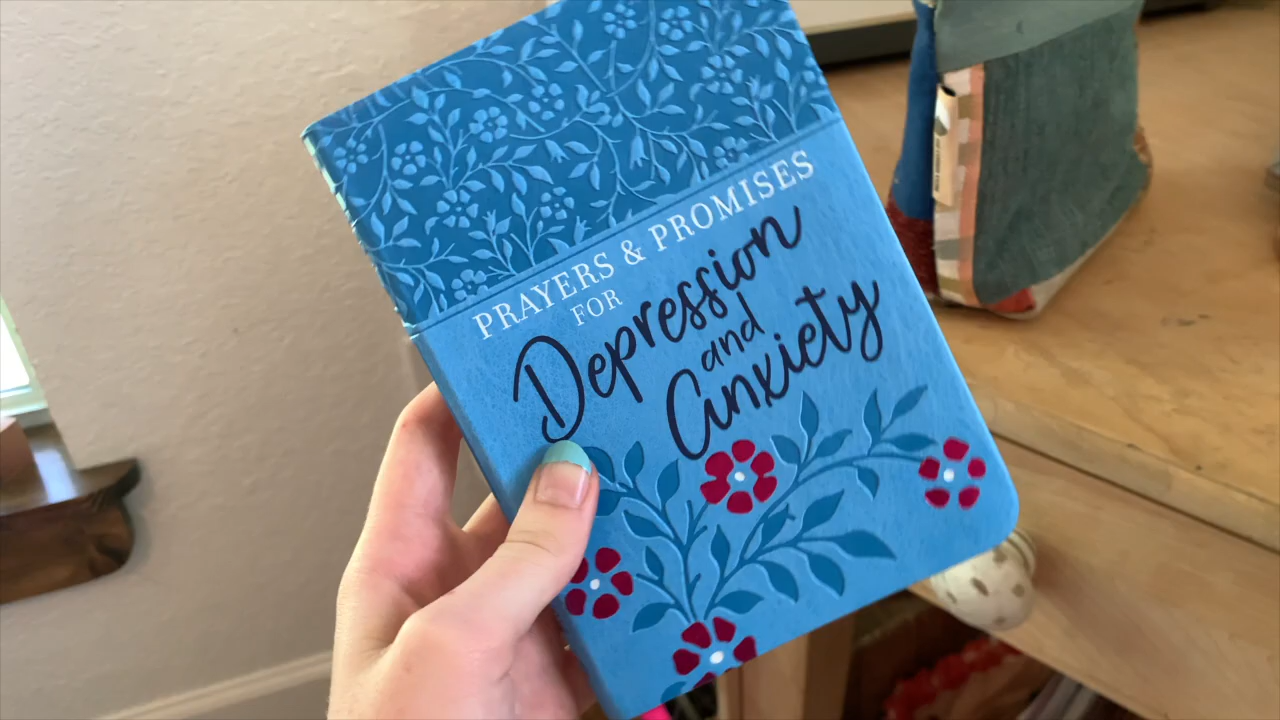 PRAYERS & PROMISES
FOR
Depression
and
Anxiety